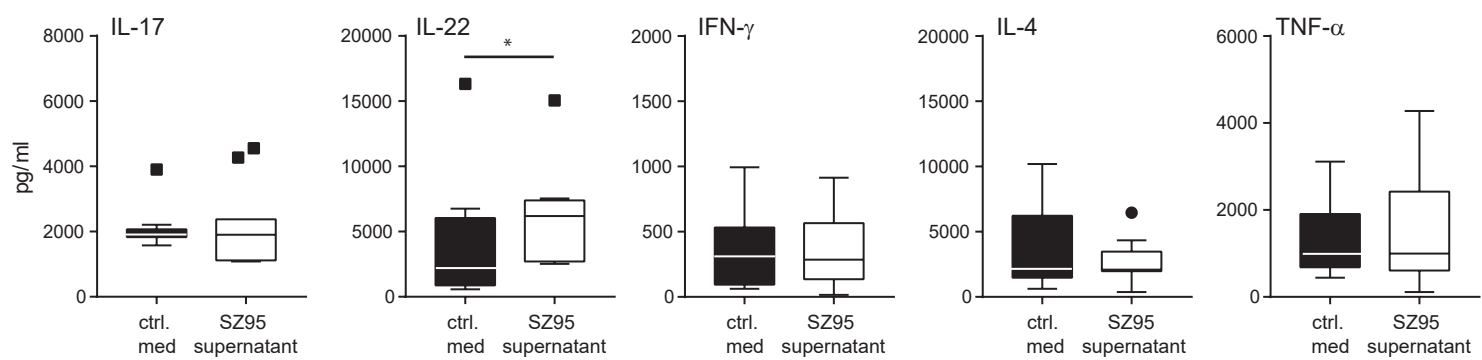 IL-17
IL-22
IFN-γ
IL-4
TNF-α
pg/ml
8000
6000
4000
2000
0
ctrl.
med
SZ95
supernatant
20000
15000
10000
5000
0
*
ctrl.
med
SZ95
supernatant
2000
1500
1000
500
0
ctrl.
med
SZ95
supernatant
20000
15000
10000
5000
0
ctrl.
med
SZ95
supernatant
6000
4000
2000
0
ctrl.
med
SZ95
supernatant